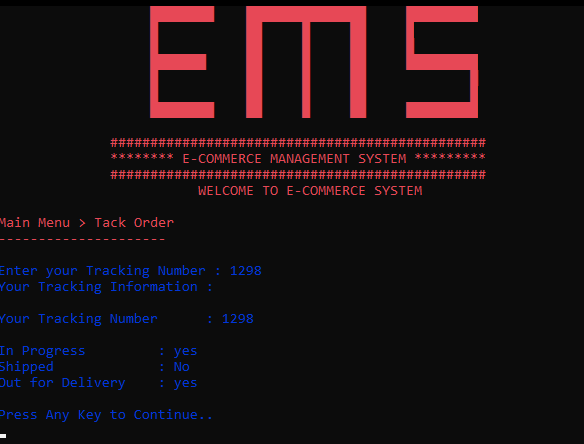 EMS
###############################################
******** E-COMMERCE MANAGEMENT SYSTEM *********
###############################################
WELCOME TO E-COMMERCE SYSTEM
Main Menu > Tack Order
---------------------
Enter your Tracking Number : 1298
Your Tracking Information :
Your Tracking Number      : 1298
In Progress         : yes
Shipped             : No
Out for Delivery    : yes
Press Any Key to Continue..